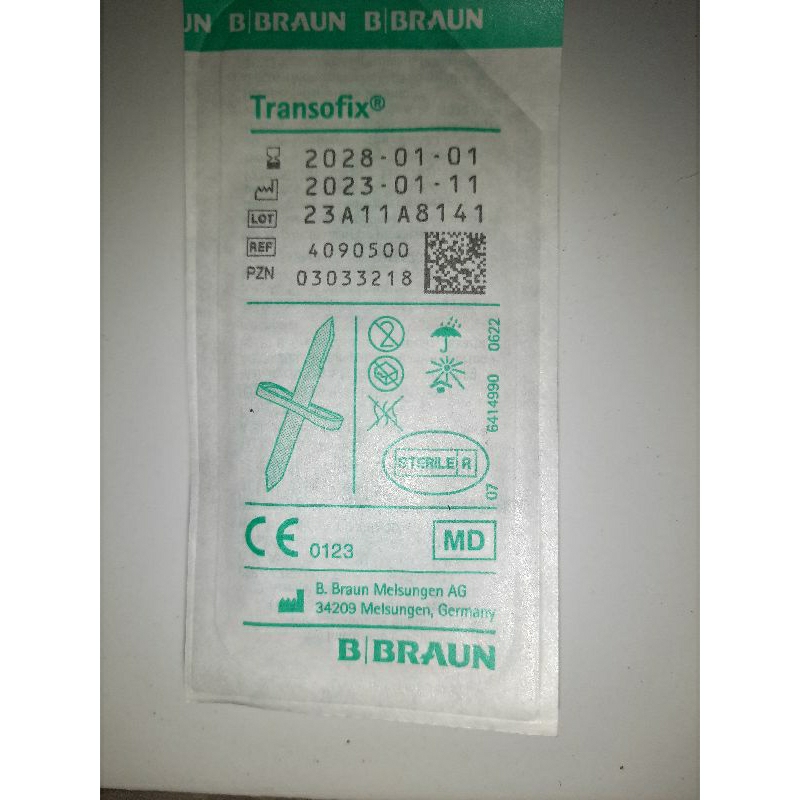 UN B|BRAUN B|BRAUN
Transofix®
2028-01-01
2023-01-11
LOT 23A11A8141
REF 4090500
PZN 03033218
2
0622
6414990
07
STERILE R
CE 0123 MD
B. Braun Melsungen AG
34209 Melsungen, Germany
B|BRAUN